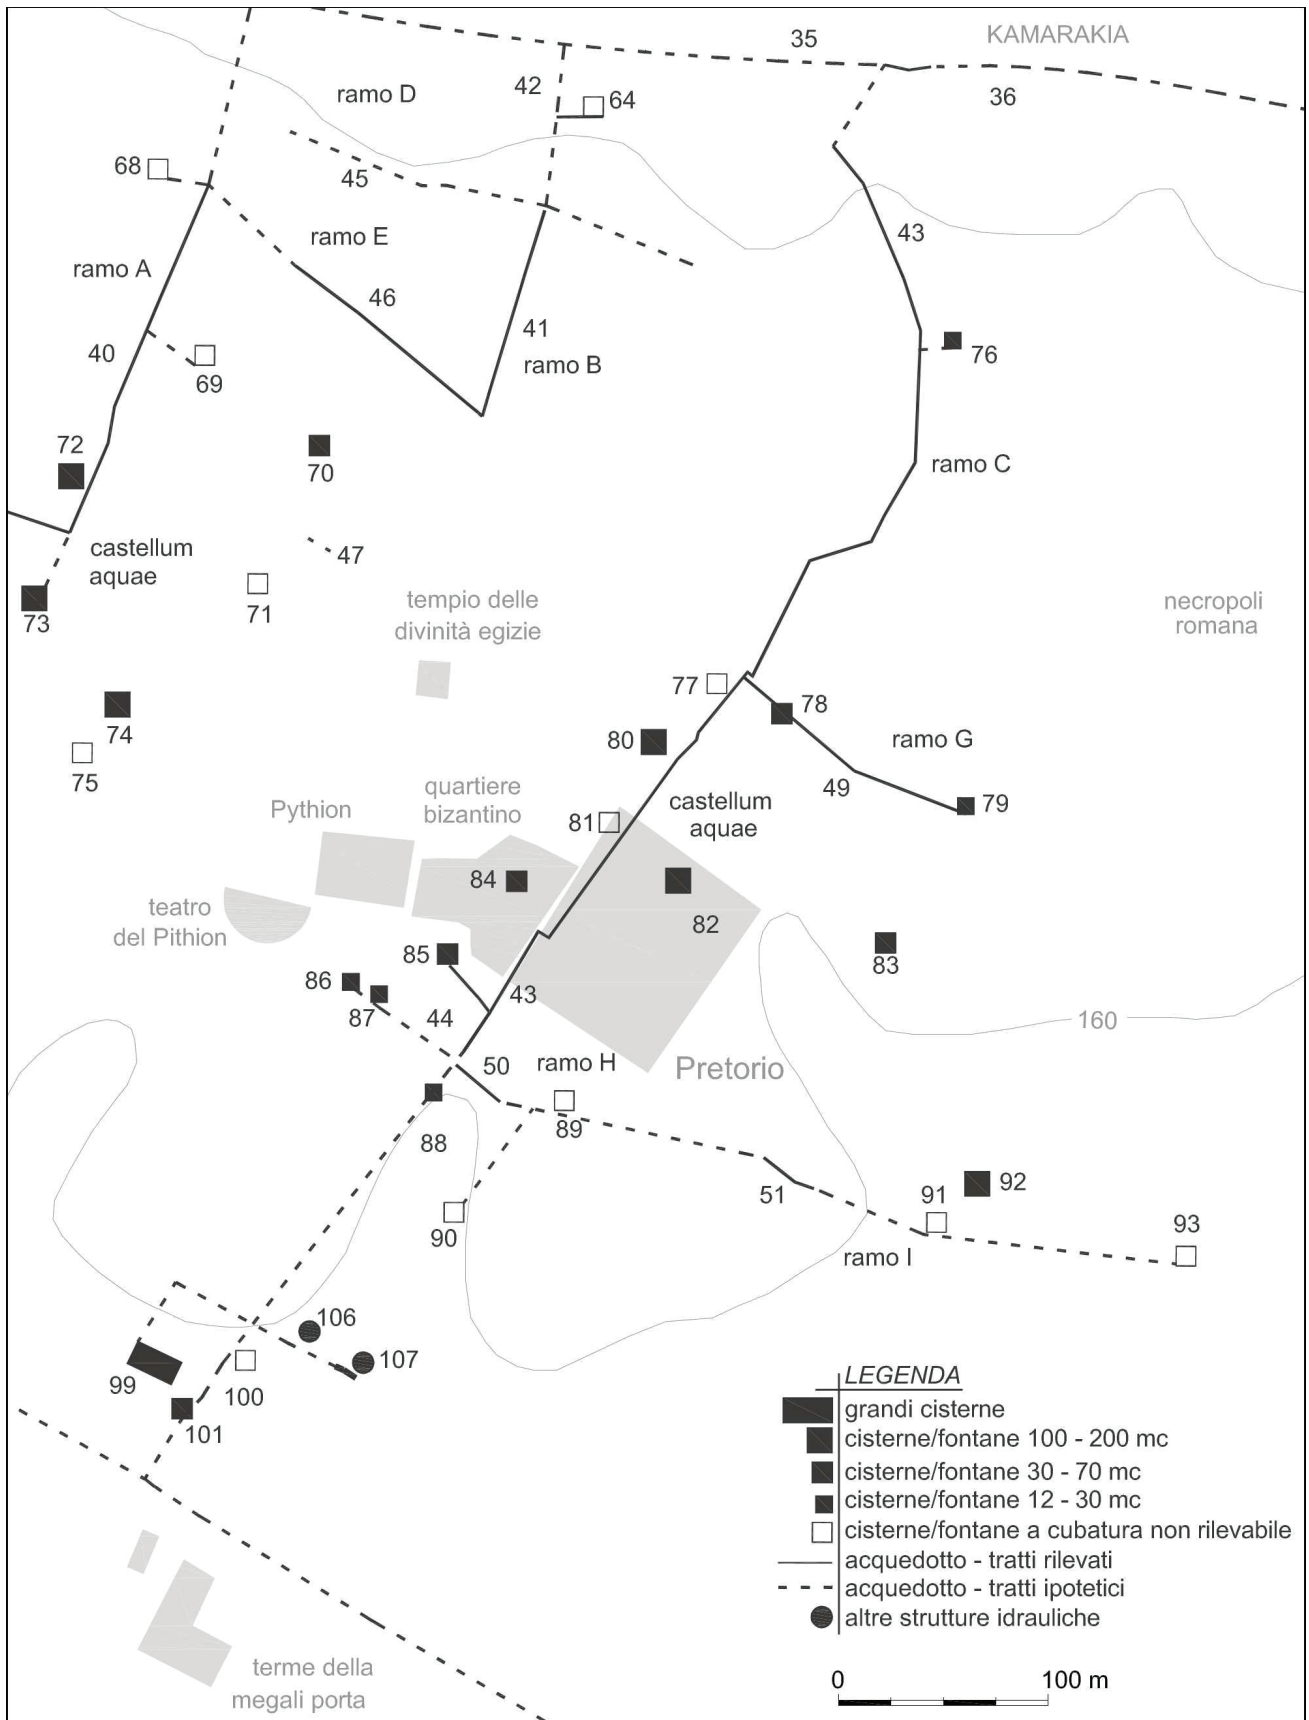 35
KAMARAKIA
42
ramo D
64
36
68
45
43
ramo E
ramo A
46
41
40
76
ramo B
69
72
70
ramo C
castellum
aquae
47
71
tempio delle
divinità egizie
necropoli
romana
73
77
78
74
80
ramo G
75
quartiere
bizantino
49
castellum
aquae
79
Pythion
81
84
teatro
del Pithion
82
85
83
86
87
43
44
160
50
ramo H
Pretorio
88
89
51
91
92
90
93
ramo I
106
107
99
100
101
LEGENDA
grandi cisterne
cisterne/fontane 100 - 200 mc
cisterne/fontane 30 - 70 mc
cisterne/fontane 12 - 30 mc
cisterne/fontane a cubatura non rilevabile
acquedotto - tratti rilevati
acquedotto - tratti ipotetici
altre strutture idrauliche
terme della
megali porta
0
100 m